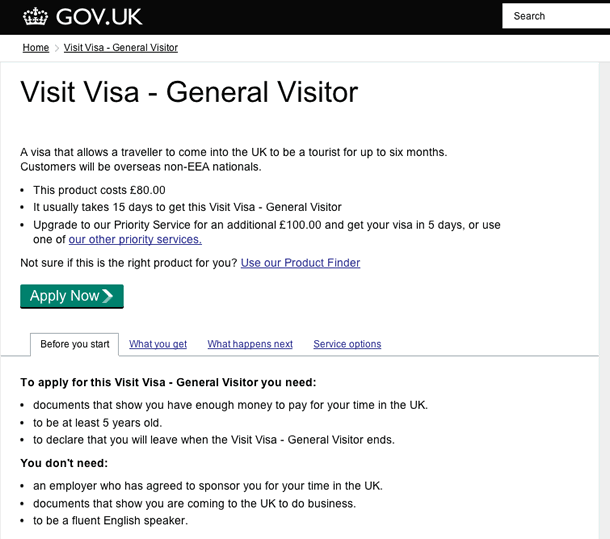 GOV.UK
Search
Home > Visit Visa - General Visitor
Visit Visa - General Visitor
A visa that allows a traveller to come into the UK to be a tourist for up to six months.
Customers will be overseas non-EEA nationals.
• This product costs £80.00
• It usually takes 15 days to get this Visit Visa - General Visitor
• Upgrade to our Priority Service for an additional £100.00 and get your visa in 5 days, or use
one of our other priority services.
Not sure if this is the right product for you? Use our Product Finder
Apply Now
Before you start What you get What happens next Service options
To apply for this Visit Visa - General Visitor you need:
• documents that show you have enough money to pay for your time in the UK.
• to be at least 5 years old.
• to declare that you will leave when the Visit Visa - General Visitor ends.
You don't need:
• an employer who has agreed to sponsor you for your time in the UK.
• documents that show you are coming to the UK to do business.
• to be a fluent English speaker.